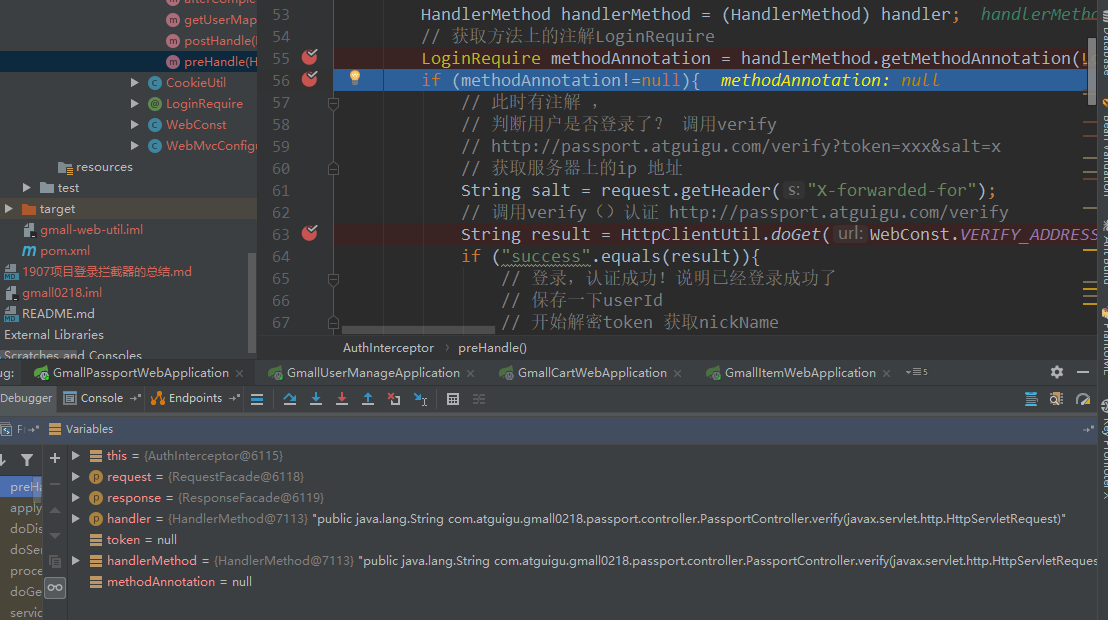 afterComple
getUserMap
postHandle(
preHandle(H
CookieUtil
LoginRequire
WebConst
WebMvcConfigu
resources
test
target
gmall-web-util.iml
pom.xml
1907项目登录拦截器的总结.md
gmall0218.iml
README.md
External Libraries
Scratches and Consoles
53 HandlerMethod handlerMethod = (HandlerMethod) handler; handlerMetho
54 // 获取方法上的注解LoginRequire
55 LoginRequire methodAnnotation = handlerMethod.getMethodAnnotation(L
56 if (methodAnnotation!=null){ methodAnnotation: null
57 // 此时有注解 ，
58 // 判断用户是否登录了？ 调用verify
59 // http://passport.atguigu.com/verify?token=xxx&salt=x
60 // 获取服务器上的ip 地址
61 String salt = request.getHeader( s: "X-forwarded-for");
62 // 调用verify（）认证 http://passport.atguigu.com/verify
63 String result = HttpClientUtil.doGet( url: WebConst.VERIFY_ADDRESS
64 if ("success".equals(result)){
65 // 登录，认证成功！说明已经登录成功了
66 // 保存一下userId
67 // 开始解密token 获取nickName
AuthInterceptor › preHandle()
Database
Bean Validation
ug: GmallPassportWebApplication × GmallUserManageApplication × GmallCartWebApplication × GmallItemWebApplication × 5
Debugger Console Endpoints
F Variables
preHa
apply
doDis
doSer
proce
doGe
servic
this = {AuthInterceptor@6115}
request = {RequestFacade@6118}
response = {ResponseFacade@6119}
handler = {HandlerMethod@7113} "public java.lang.String com.atguigu.gmall0218.passport.controller.PassportController.verify(javax.servlet.http.HttpServletRequest)"
token = null
handlerMethod = {HandlerMethod@7113} "public java.lang.String com.atguigu.gmall0218.passport.controller.PassportController.verify(javax.servlet.http.HttpServletReques
methodAnnotation = null
Key Promoter X